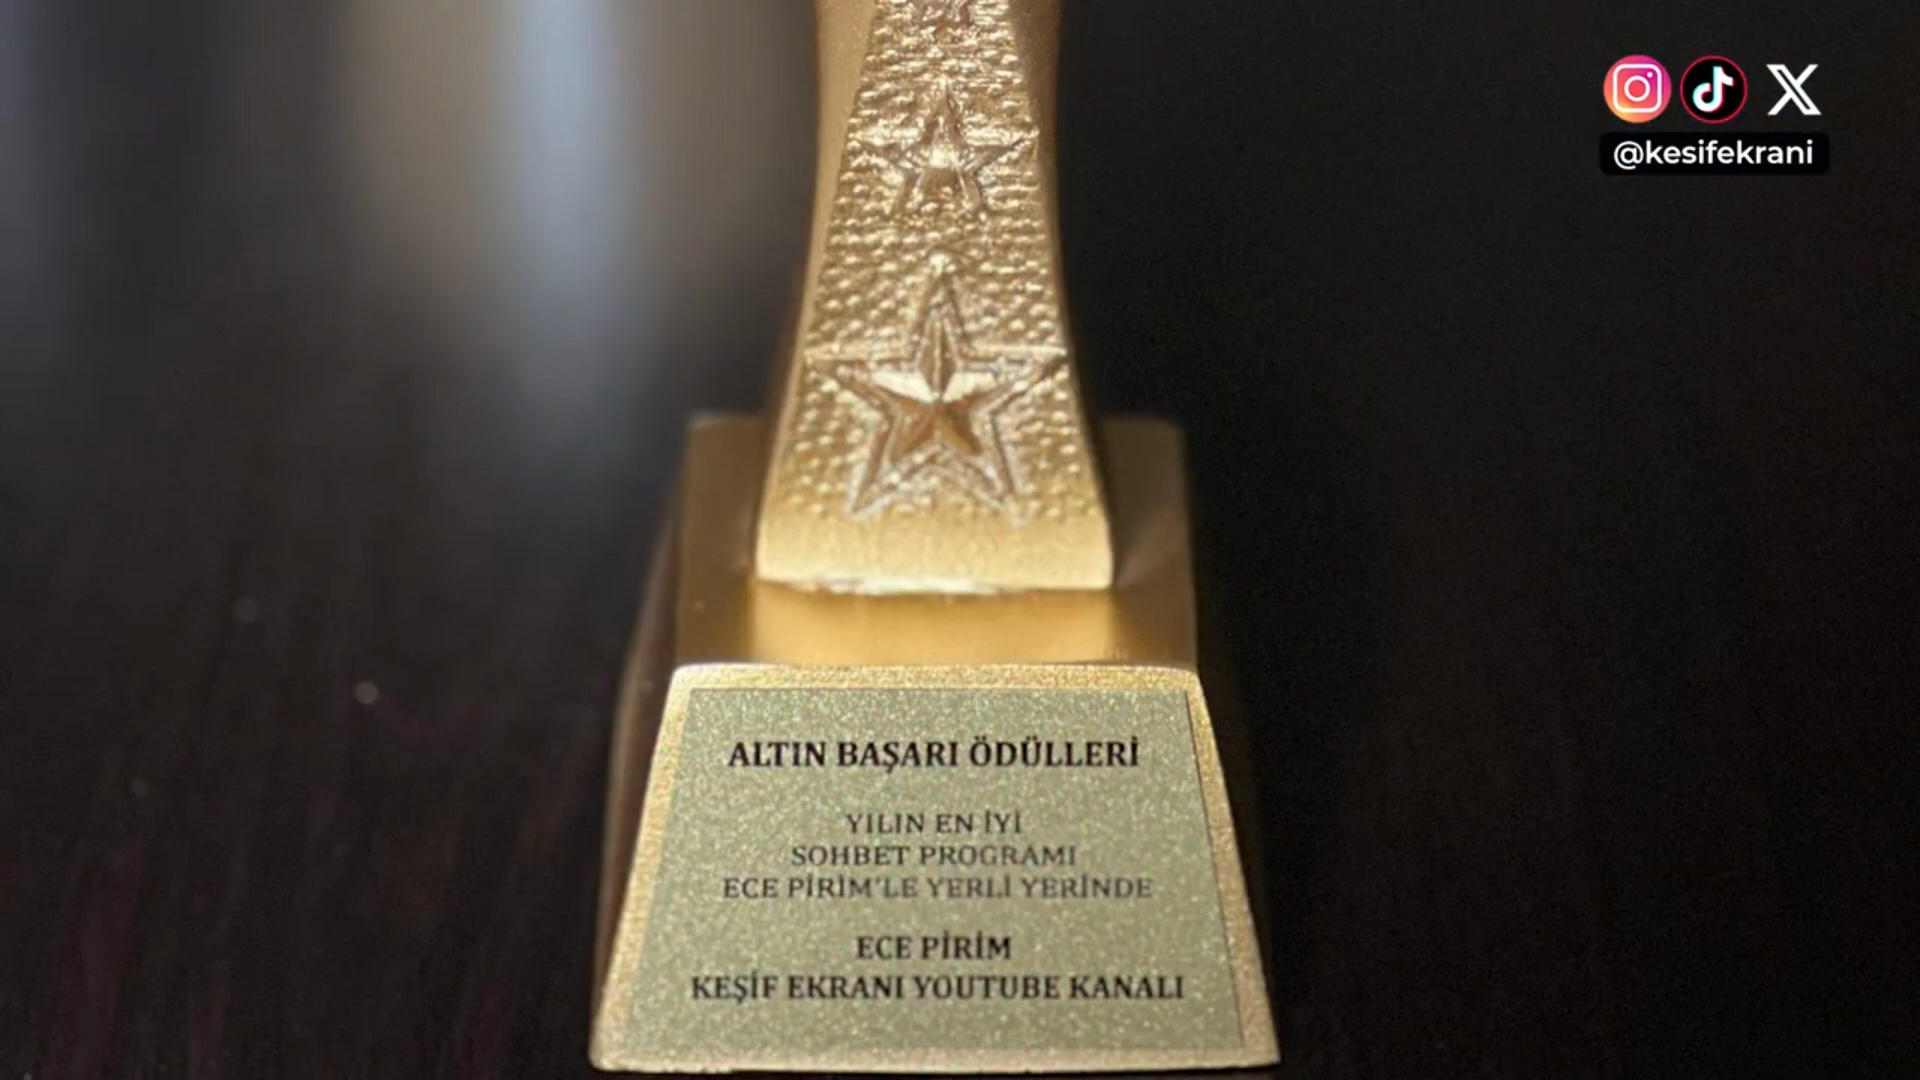 @kesifekrani
ALTIN BAŞARI ÖDÜLLERİ
YILIN EN İYİ
SOHBET PROGRAMI
ECE PİRİM'LE YERLİ YERİNDE
ECE PİRİM
KEŞİF EKRANI YOUTUBE KANALI